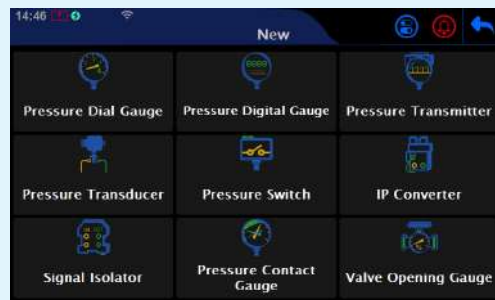 14:46
New
Pressure Dial Gauge
Pressure Digital Gauge
Pressure Transmitter
Pressure Transducer
Pressure Switch
IP Converter
Signal Isolator
Pressure Contact
Gauge
Valve Opening Gauge